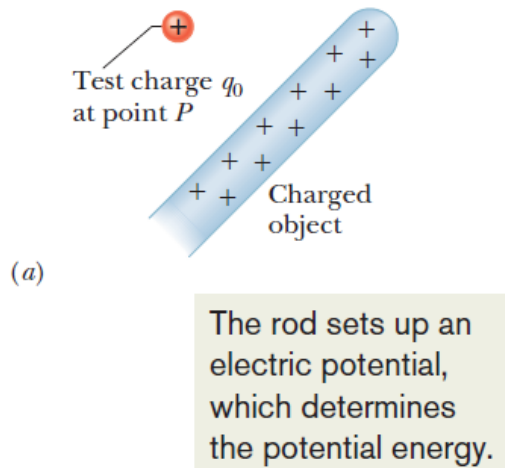 Test charge q0
at point P
Charged
object
(a)
The rod sets up an
electric potential,
which determines
the potential energy.